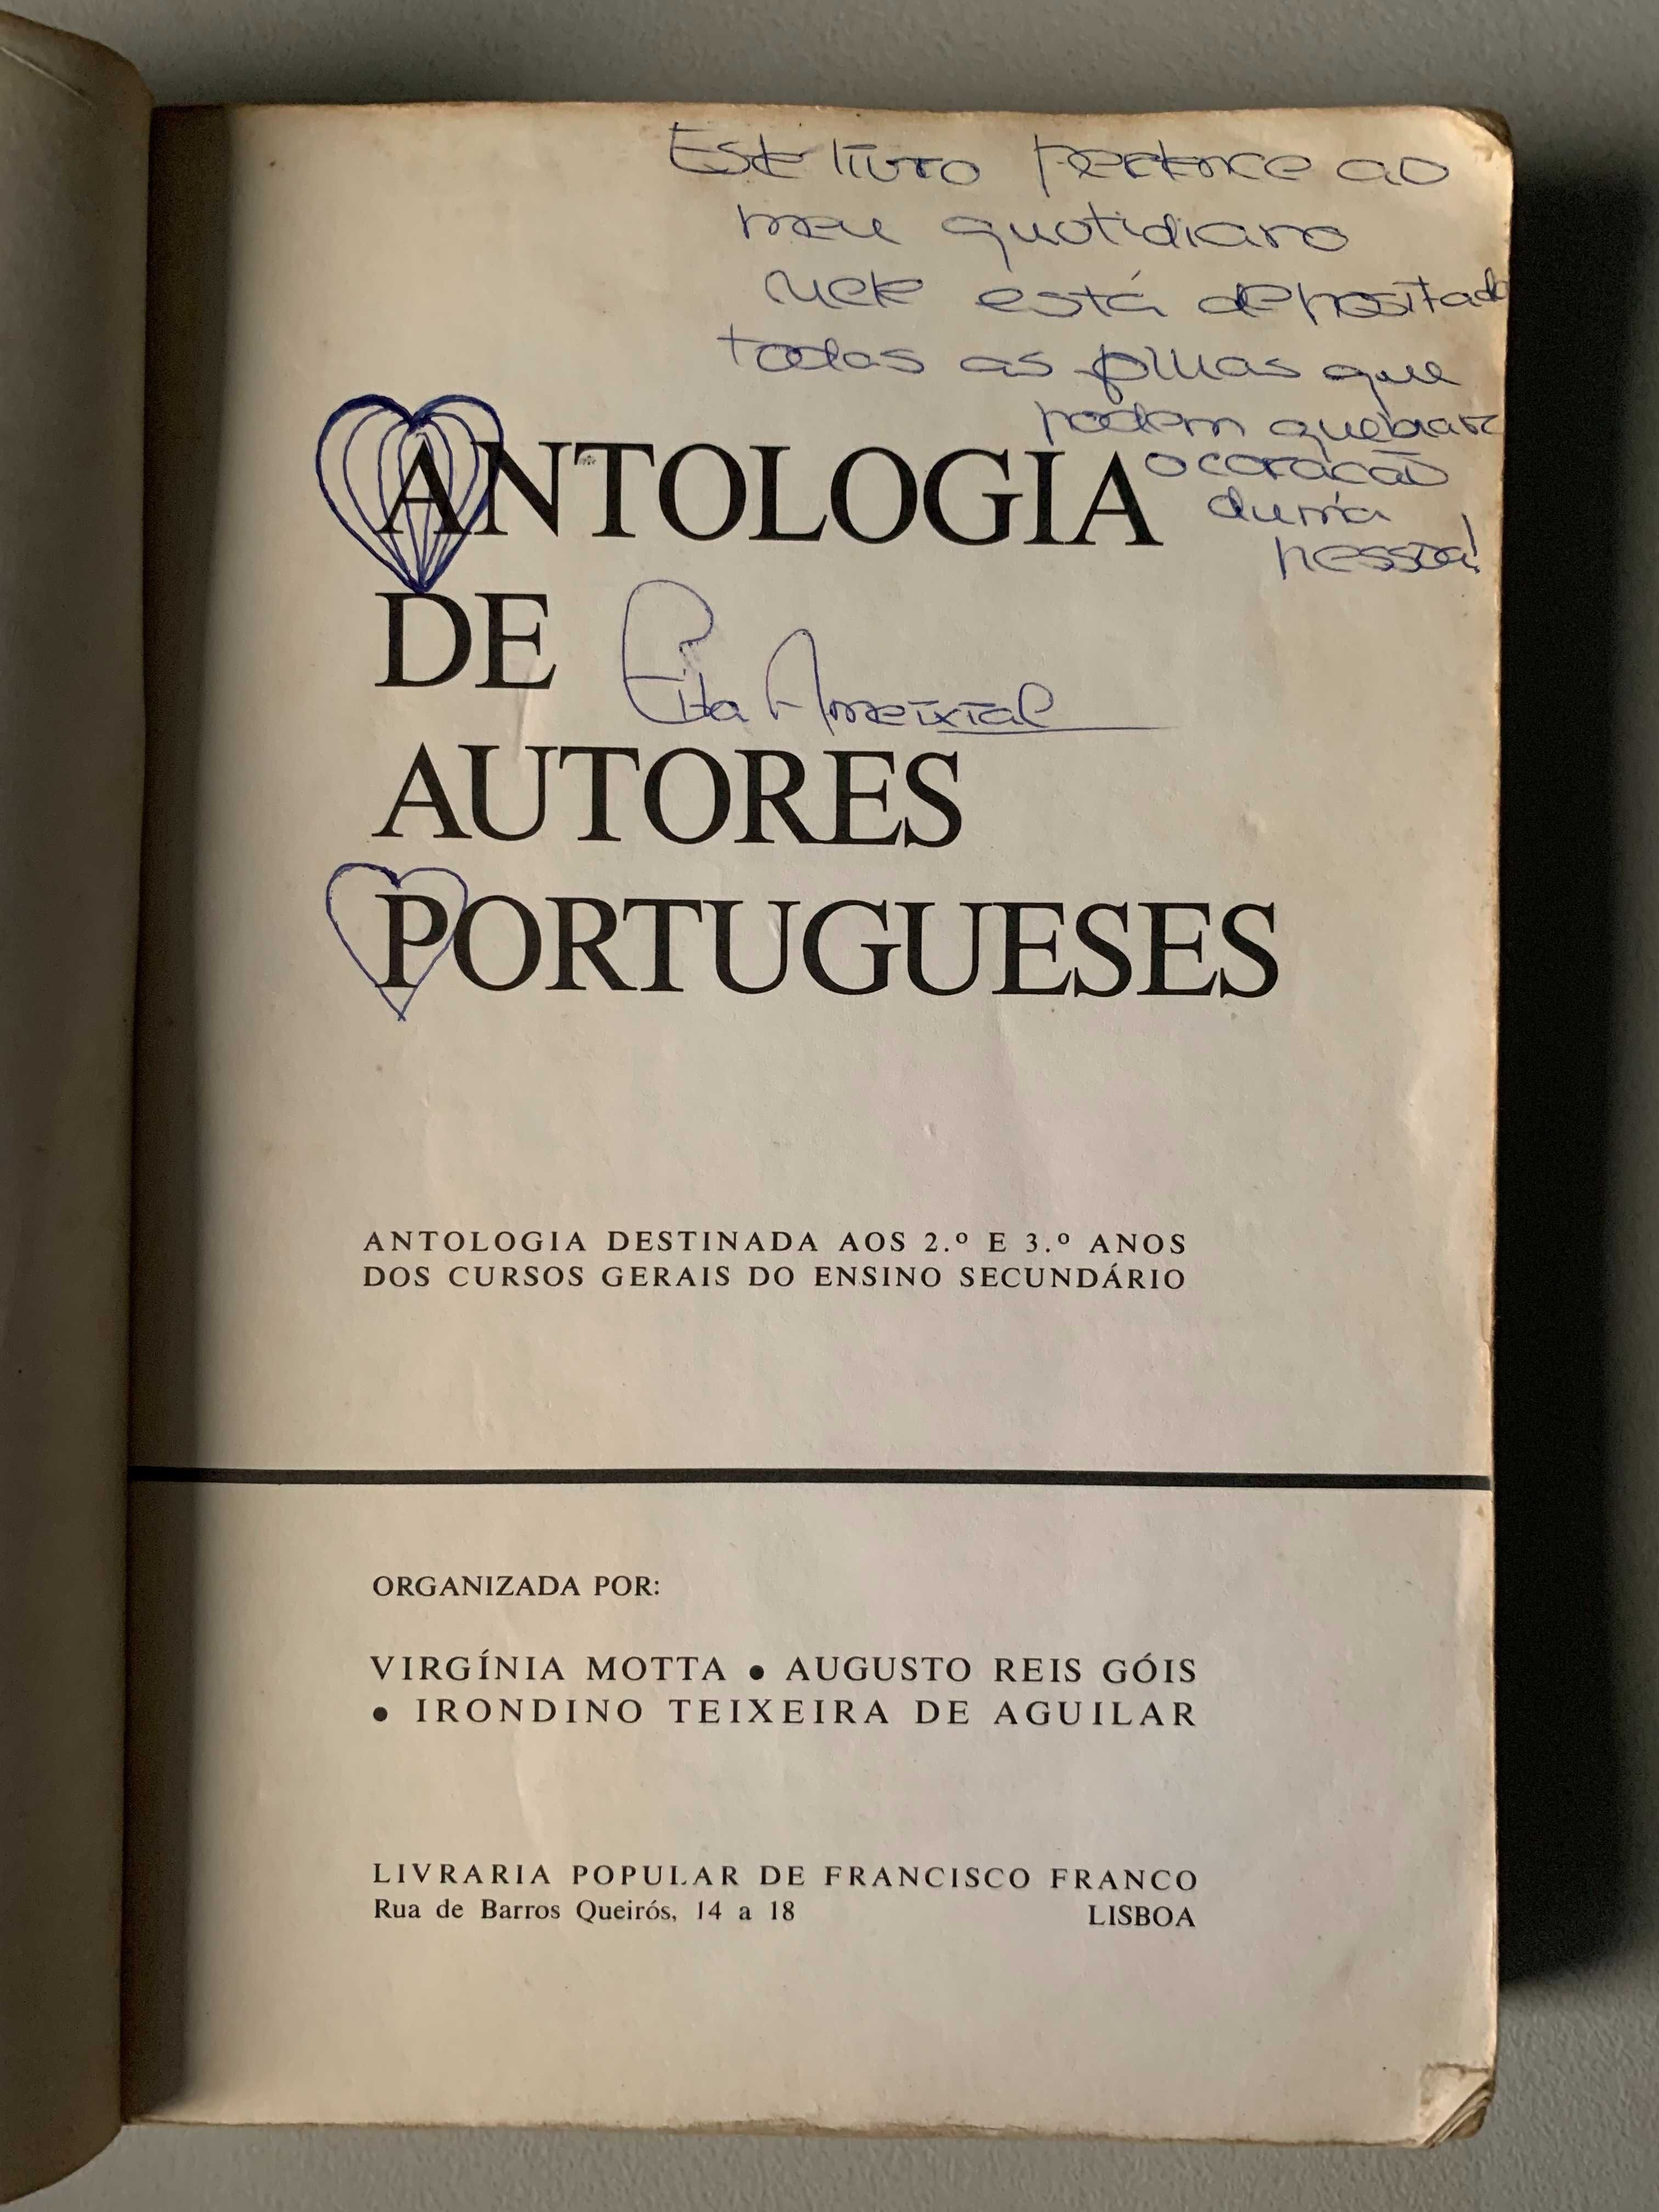 Este livro pertence ao
meu quotidiano
nele está depositado
todas as que
podem quebrar
o coração
duma
pessoa!
ANTOLOGIA
DE
Rita Ameixial
AUTORES
PORTUGUESES
ANTOLOGIA DESTINADA AOS 2.º E 3.º ANOS
DOS CURSOS GERAIS DO ENSINO SECUNDÁRIO
ORGANIZADA POR:
VIRGÍNIA MOTTA ● AUGUSTO REIS GÓIS
● IRONDINO TEIXEIRA DE AGUILAR
LIVRARIA POPULAR DE FRANCISCO FRANCO
Rua de Barros Queirós, 14 a 18 LISBOA